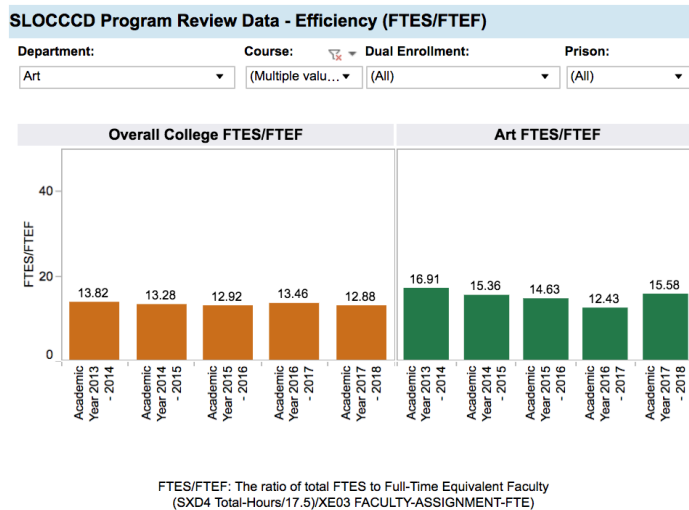 SLOCCCD Program Review Data - Efficiency (FTES/FTEF)
Department: Course: Dual Enrollment: Prison:
Art (Multiple valu... (All) (All)
Overall College FTES/FTEF Art FTES/FTEF
FTES/FTEF
40
20
0
13.82 13.28 12.92 13.46 12.88
16.91 15.36 14.63 12.43 15.58
Academic
Year 2013
- 2014
Academic
Year 2014
- 2015
Academic
Year 2015
- 2016
Academic
Year 2016
- 2017
Academic
Year 2017
- 2018
Academic
Year 2013
- 2014
Academic
Year 2014
- 2015
Academic
Year 2015
- 2016
Academic
Year 2016
- 2017
Academic
Year 2017
- 2018
FTES/FTEF: The ratio of total FTES to Full-Time Equivalent Faculty
(SXD4 Total-Hours/17.5)/XE03 FACULTY-ASSIGNMENT-FTE)